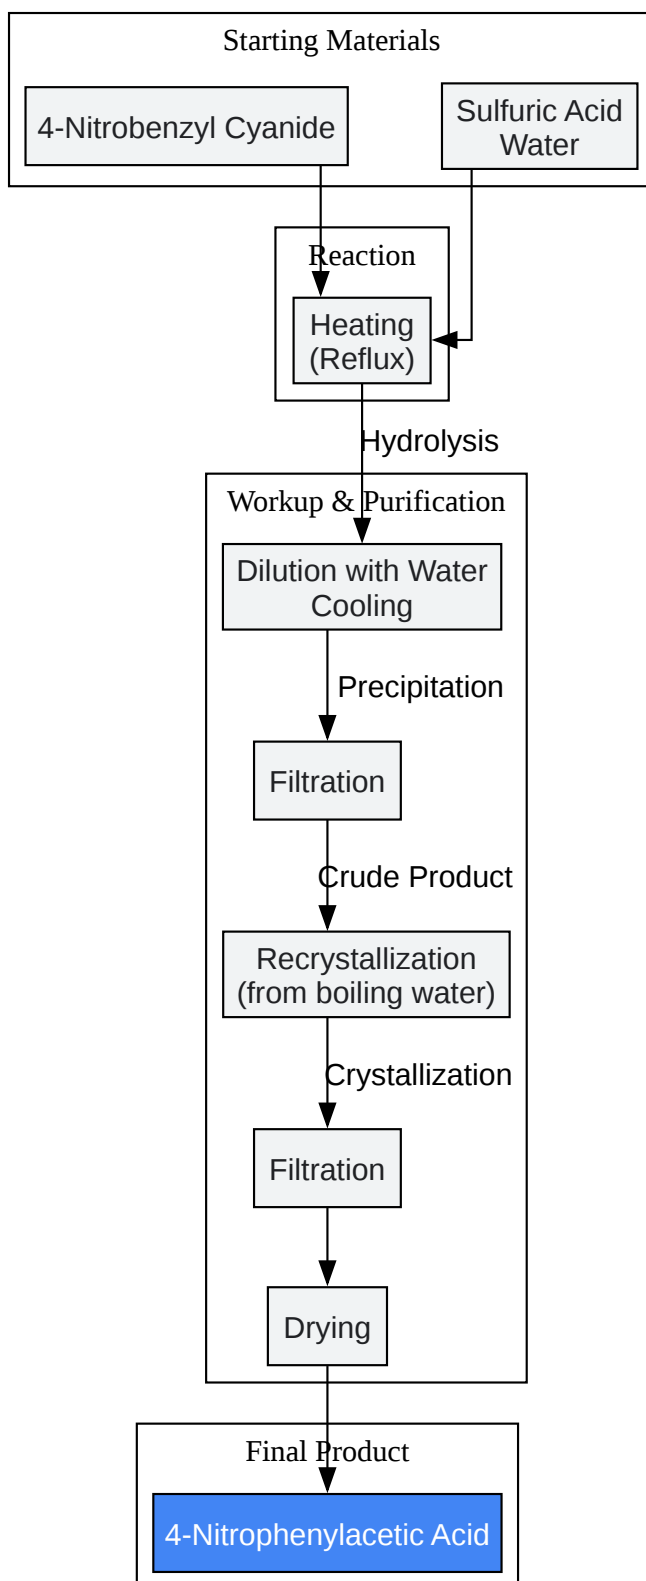 Starting Materials
4-Nitrobenzyl Cyanide
Sulfuric Acid
Water
Reaction
Heating
(Reflux)
Hydrolysis
Workup & Purification
Dilution with Water
Cooling
Precipitation
Filtration
Crude Product
Recrystallization
(from boiling water)
Crystallization
Filtration
Drying
Final Product
4-Nitrophenylacetic Acid